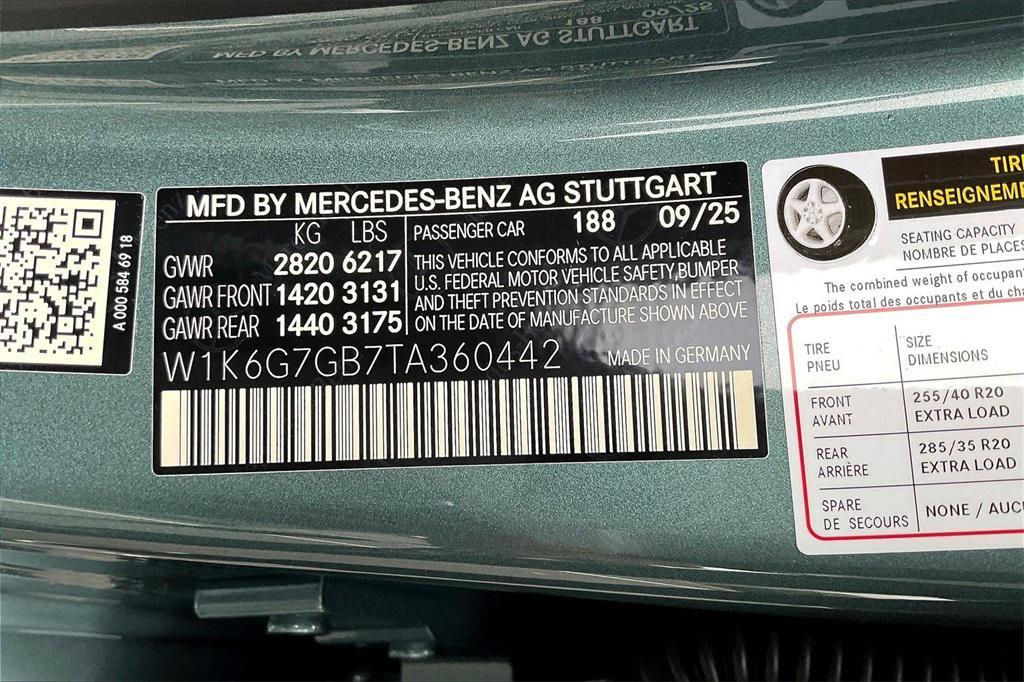 A 000 584 69 18
MFD BY MERCEDES-BENZ AG STUTTGART
KG LBS
GWWR 2820 6217
GAWR FRONT 1420 3131
GAWR REAR 1440 3175
PASSENGER CAR 188 09/25
THIS VEHICLE CONFORMS TO ALL APPLICABLE
U.S. FEDERAL MOTOR VEHICLE SAFETY,BUMPER
AND THEFT PREVENTION STANDARDS IN EFFECT
ON THE DATE OF MANUFACTURE SHOWN ABOVE
W1K6G7GB7TA360442
MADE IN GERMANY
TIR
RENSEIGNEME
SEATING CAPACITY
NOMBRE DE PLACES
The combined weight of occupan
Le poids total des occupants et du cha
TIRE SIZE
PNEU DIMENSIONS
FRONT 255/40 R20
AVANT EXTRA LOAD
REAR 285/35 R20
ARRIÈRE EXTRA LOAD
SPARE NONE / AUC
DE SECOURS